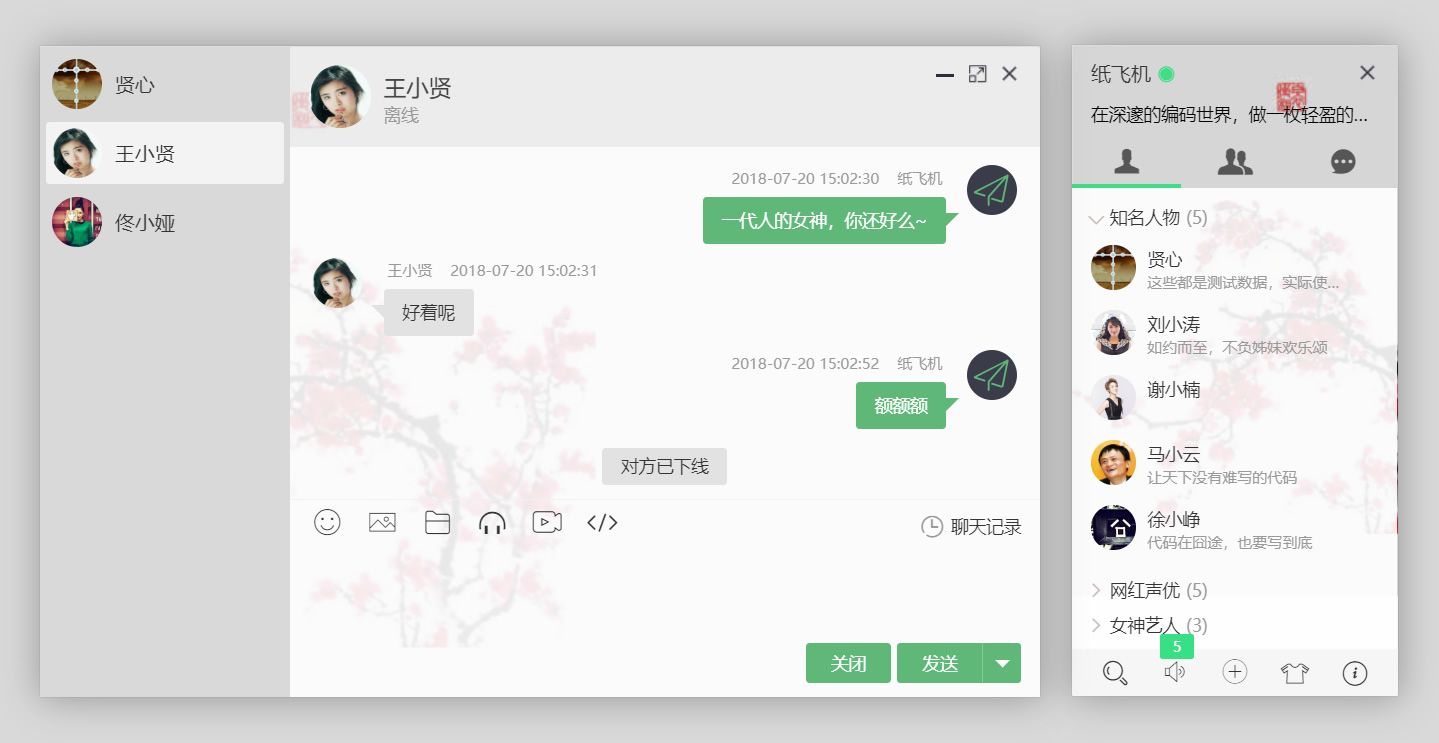 贤心
王小贤
佟小娅
王小贤
离线
2018-07-20 15:02:30 纸飞机
一代人的女神，你还好么~
王小贤 2018-07-20 15:02:31
好着呢
2018-07-20 15:02:52 纸飞机
额额额
对方已下线
聊天记录
关闭
发送
纸飞机
在深邃的编码世界，做一枚轻盈的...
知名人物 (5)
贤心
这些都是测试数据，实际使...
刘小涛
如约而至，不负姊妹欢乐颂
谢小楠
马小云
让天下没有难写的代码
徐小峥
代码在囧途，也要写到底
网红声优 (5)
女神艺人 (3)
5